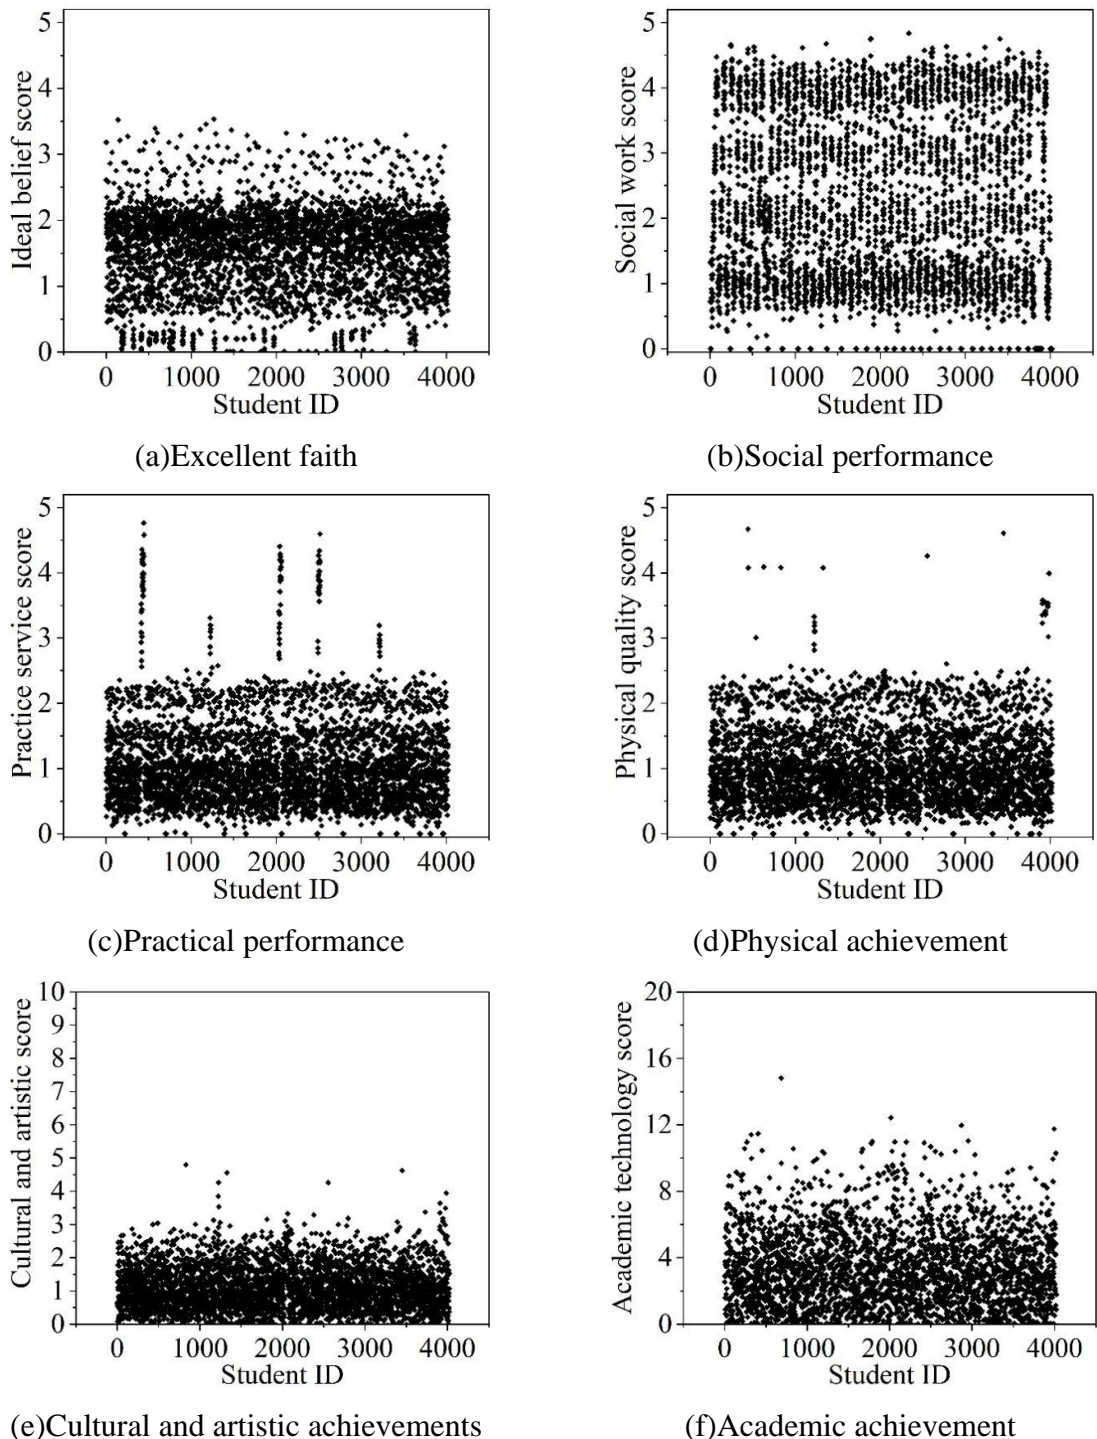 Ideal belief score
5
4
3
2
1
0
0 1000 2000 3000 4000
Student ID
(a)Excellent faith
Social work score
5
4
3
2
1
0
0 1000 2000 3000 4000
Student ID
(b)Social performance
Practice service score
5
4
3
2
1
0
0 1000 2000 3000 4000
Student ID
(c)Practical performance
Physical quality score
5
4
3
2
1
0
0 1000 2000 3000 4000
Student ID
(d)Physical achievement
Cultural and artistic score
10
9
8
7
6
5
4
3
2
1
0
0 1000 2000 3000 4000
Student ID
(e)Cultural and artistic achievements
Academic technology score
20
16
12
8
4
0
0 1000 2000 3000 4000
Student ID
(f)Academic achievement